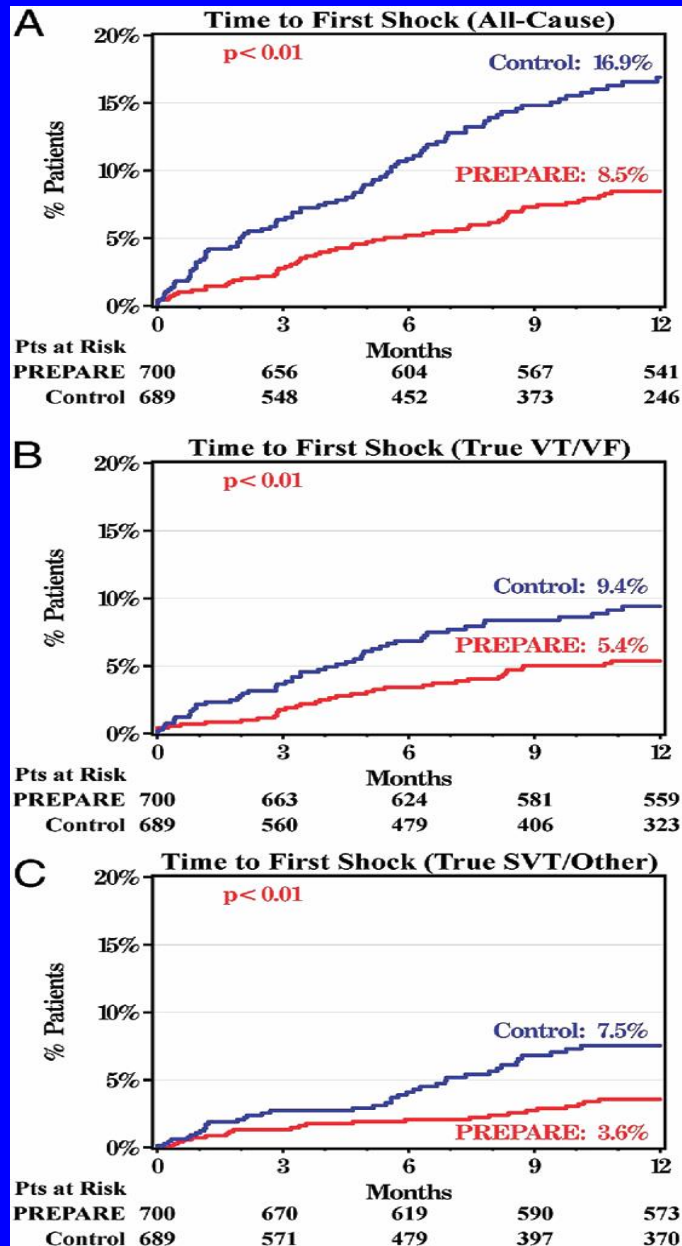 A
Time to First Shock (All-Cause)
20%
p< 0.01
Control: 16.9%
15%
% Patients
10%
PREPARE: 8.5%
5%
0%
0 3 6 9 12
Pts at Risk
Months
PREPARE 700 656 604 567 541
Control 689 548 452 373 246
B
Time to First Shock (True VT/VF)
20%
p< 0.01
15%
% Patients
Control: 9.4%
10%
PREPARE: 5.4%
5%
0%
0 3 6 9 12
Pts at Risk
Months
PREPARE 700 663 624 581 559
Control 689 560 479 406 323
C
Time to First Shock (True SVT/Other)
20%
p< 0.01
15%
% Patients
10%
Control: 7.5%
5%
PREPARE: 3.6%
0%
0 3 6 9 12
Pts at Risk
Months
PREPARE 700 670 619 590 573
Control 689 571 479 397 370